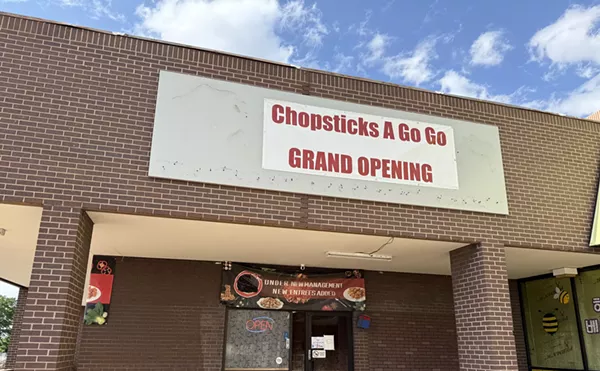 Chopsticks A Go Go
GRAND OPENING
UNDER NEW MANAGEMENT
NEW ENTREES ADDED
OPEN